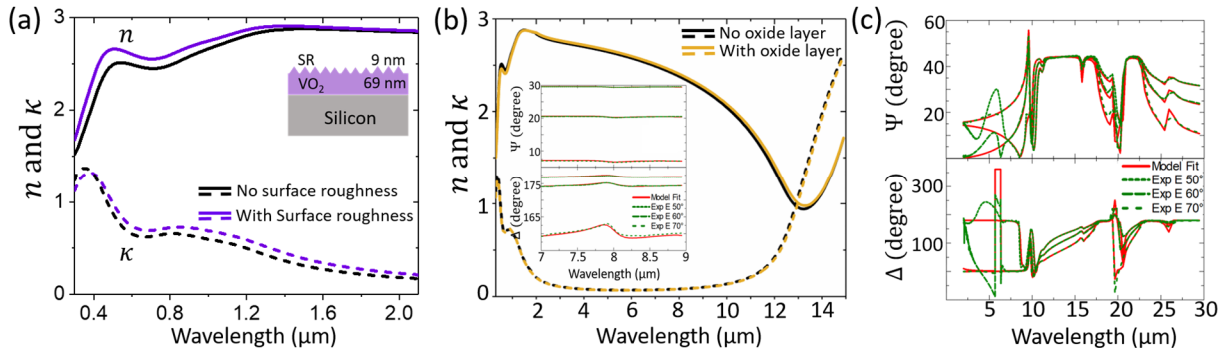 (a)
3
2
1
0
n and κ
n
κ
SR 9 nm
VO₂ 69 nm
Silicon
No surface roughness
With Surface roughness
0.4 0.8 1.2 1.6 2.0
Wavelength (μm)
(b)
3
2
1
0
n and κ
No oxide layer
With oxide layer
30
20
10
Ψ (degree)
175
165
Δ (degree)
Model Fit
Exp E 50°
Exp E 60°
Exp E 70°
7 8 9
Wavelength (μm)
2 4 6 8 10 12 14
Wavelength (μm)
(c)
60
40
20
0
Ψ (degree)
300
100
Δ (degree)
Model Fit
Exp E 50°
Exp E 60°
Exp E 70°
5 10 15 20 25 30
Wavelength (μm)